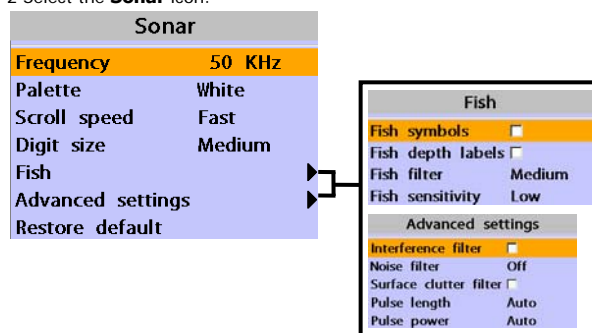 2 Select the Sonar icon.
Sonar
Frequency 50 KHz
Palette White
Scroll speed Fast
Digit size Medium
Fish
Advanced settings
Restore default
Fish
Fish symbols
Fish depth labels
Fish filter Medium
Fish sensitivity Low
Advanced settings
Interference filter
Noise filter Off
Surface clutter filter
Pulse length Auto
Pulse power Auto